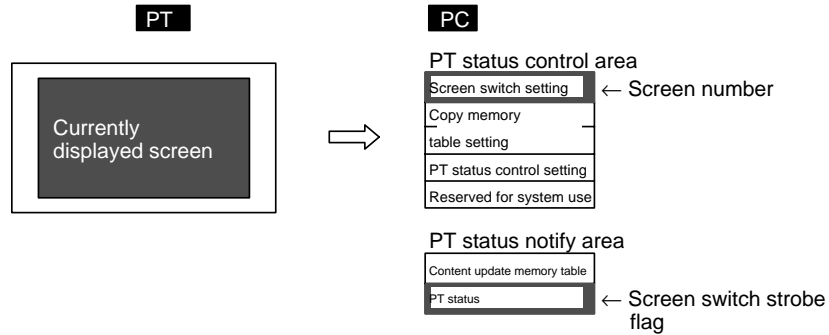 PT
PC
PT status control area
Screen switch setting
← Screen number
Copy memory
table setting
PT status control setting
Reserved for system use
Currently
displayed screen
PT status notify area
Content update memory table
PT status
← Screen switch strobe
flag